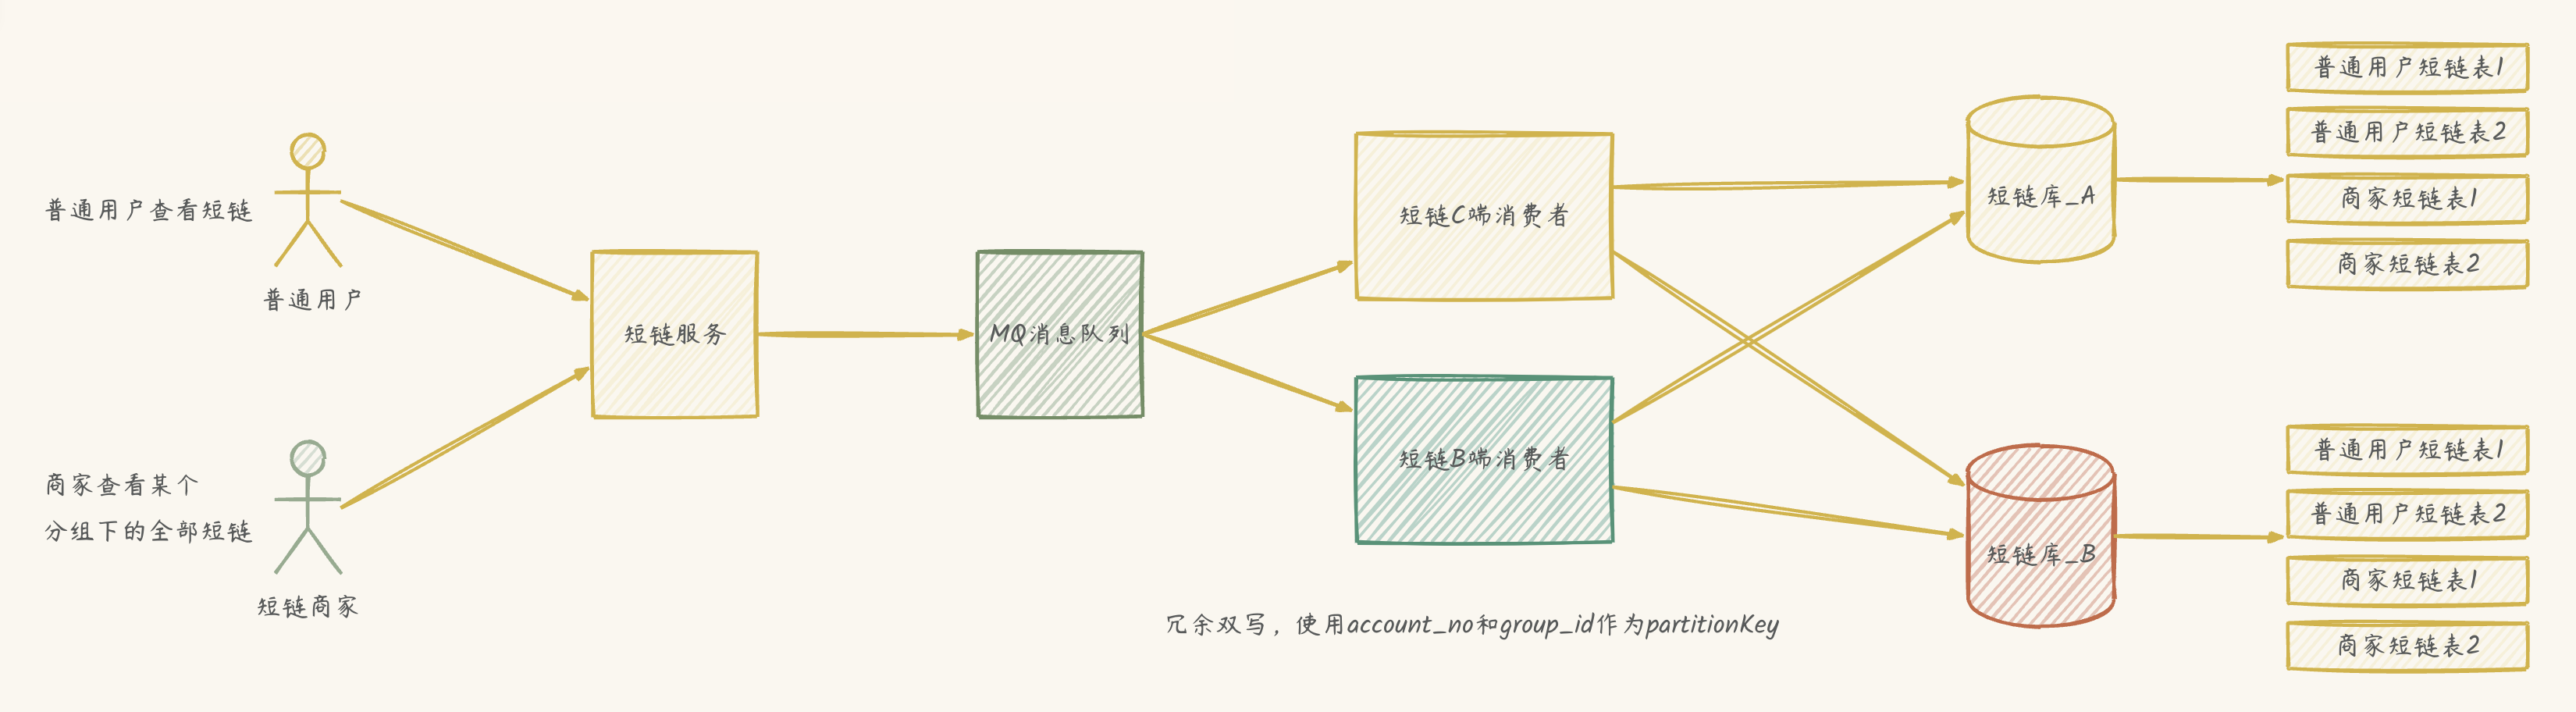 普通用户查看短链
普通用户
商家查看某个
分组下的全部短链
短链商家
短链服务
MQ消息队列
短链C端消费者
短链B端消费者
冗余双写，使用account_no和group_id作为partitionKey
短链库_A
短链库_B
普通用户短链表1
普通用户短链表2
商家短链表1
商家短链表2
普通用户短链表1
普通用户短链表2
商家短链表1
商家短链表2